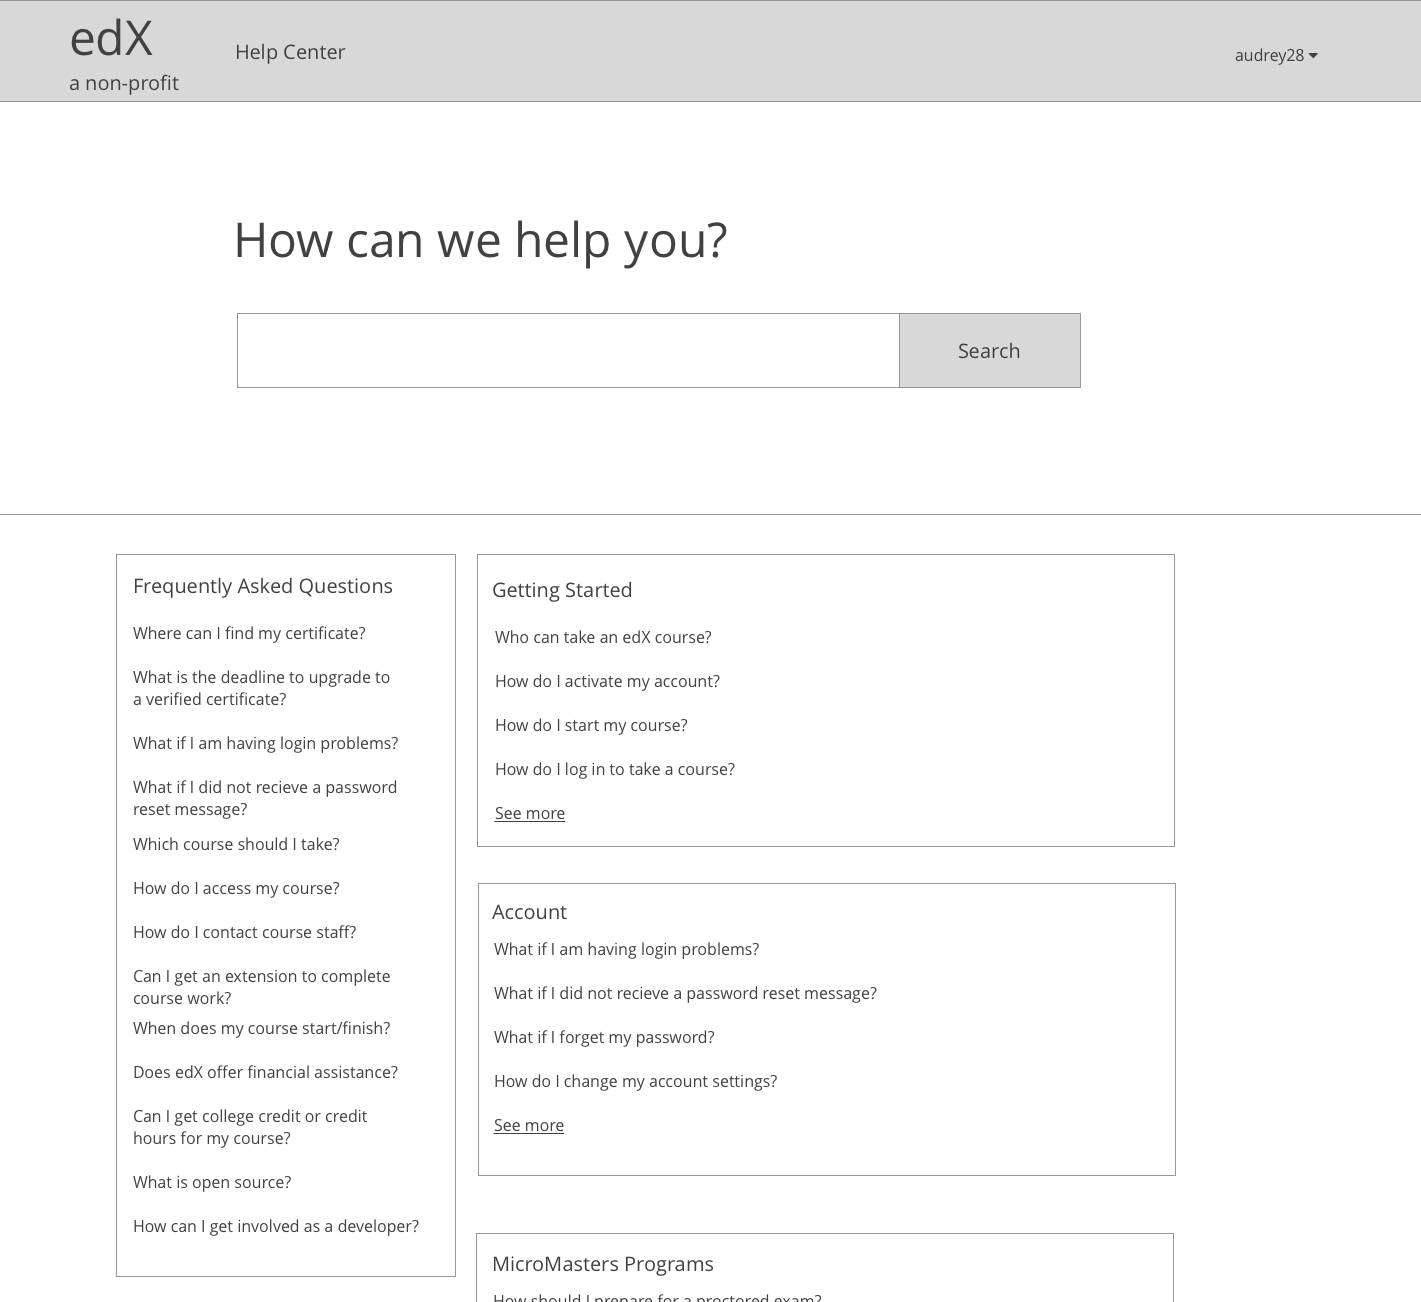 edX
a non-profit
Help Center
audrey28
How can we help you?
Search
Frequently Asked Questions
Where can I find my certificate?
What is the deadline to upgrade to
a verified certificate?
What if I am having login problems?
What if I did not recieve a password
reset message?
Which course should I take?
How do I access my course?
How do I contact course staff?
Can I get an extension to complete
course work?
When does my course start/finish?
Does edX offer financial assistance?
Can I get college credit or credit
hours for my course?
What is open source?
How can I get involved as a developer?
Getting Started
Who can take an edX course?
How do I activate my account?
How do I start my course?
How do I log in to take a course?
See more
Account
What if I am having login problems?
What if I did not recieve a password reset message?
What if I forget my password?
How do I change my account settings?
See more
MicroMasters Programs
How should I prepare for a proctored exam?